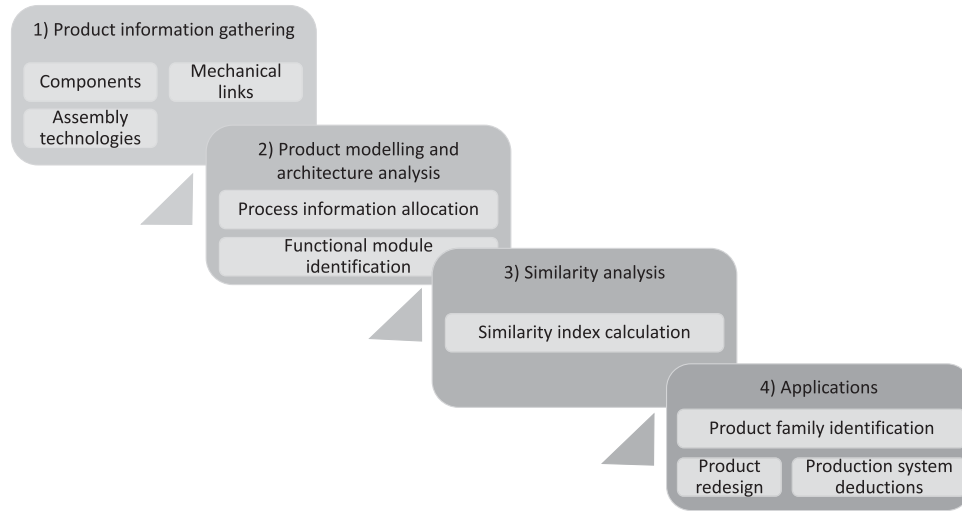 1) Product information gathering
Components
Mechanical
links
Assembly
technologies
2) Product modelling and
architecture analysis
Process information allocation
Functional module
identification
3) Similarity analysis
Similarity index calculation
4) Applications
Product family identification
Product
redesign
Production system
deductions